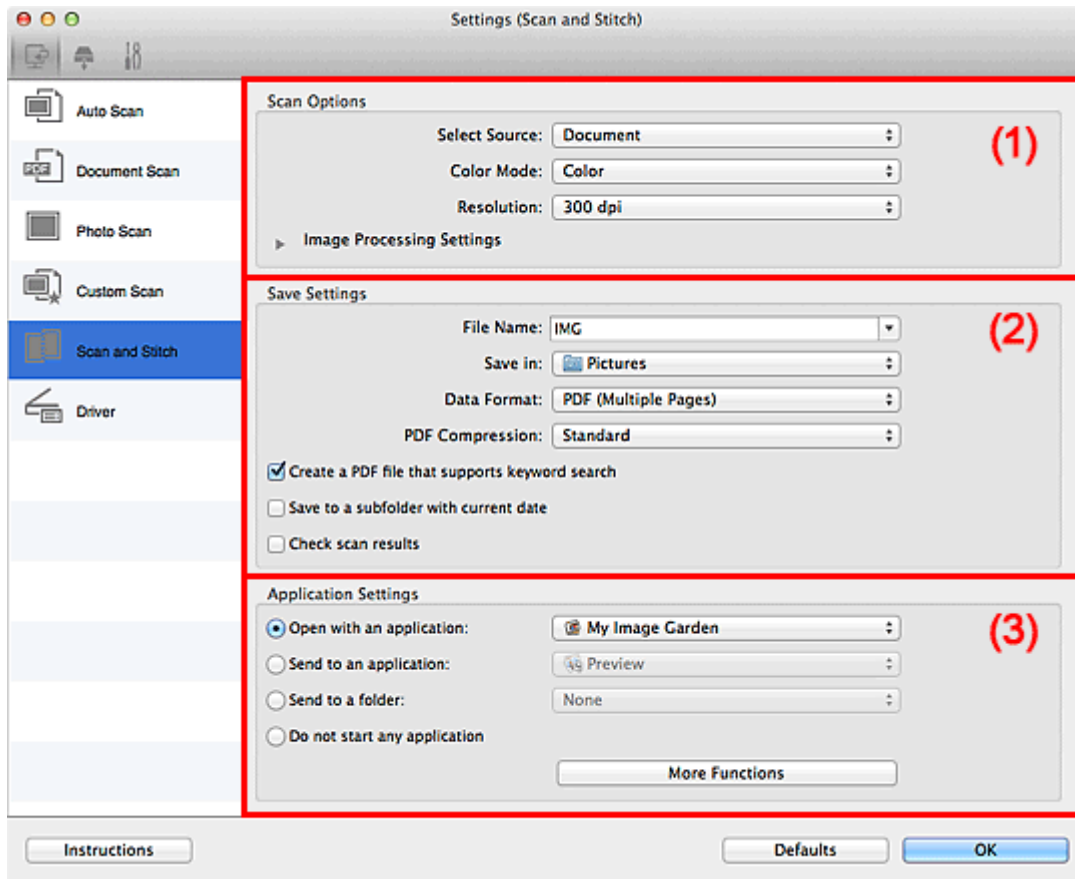 Settings (Scan and Stitch)
Auto Scan
PDF
Document Scan
Photo Scan
Custom Scan
Scan and Stitch
Driver
Scan Options
(1)
Select Source: Document
Color Mode: Color
Resolution: 300 dpi
Image Processing Settings
Save Settings
(2)
File Name: IMG
Save in: Pictures
Data Format: PDF (Multiple Pages)
PDF Compression: Standard
Create a PDF file that supports keyword search
Save to a subfolder with current date
Check scan results
Application Settings
(3)
Open with an application: My Image Garden
Send to an application: Preview
Send to a folder: None
Do not start any application
More Functions
Instructions Defaults OK